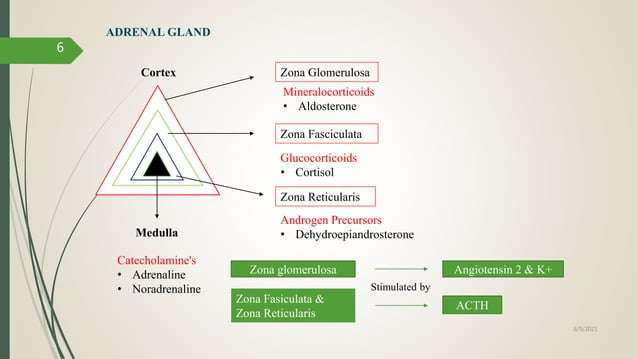 ADRENAL GLAND
6
Cortex
Zona Glomerulosa
Mineralocorticoids
• Aldosterone
Zona Fasciculata
Glucocorticoids
• Cortisol
Zona Reticularis
Androgen Precursors
• Dehydroepiandrosterone
Medulla
Catecholamine's
• Adrenaline
• Noradrenaline
Zona glomerulosa
Angiotensin 2 & K+
Stimulated by
Zona Fasiculata &
Zona Reticularis
ACTH